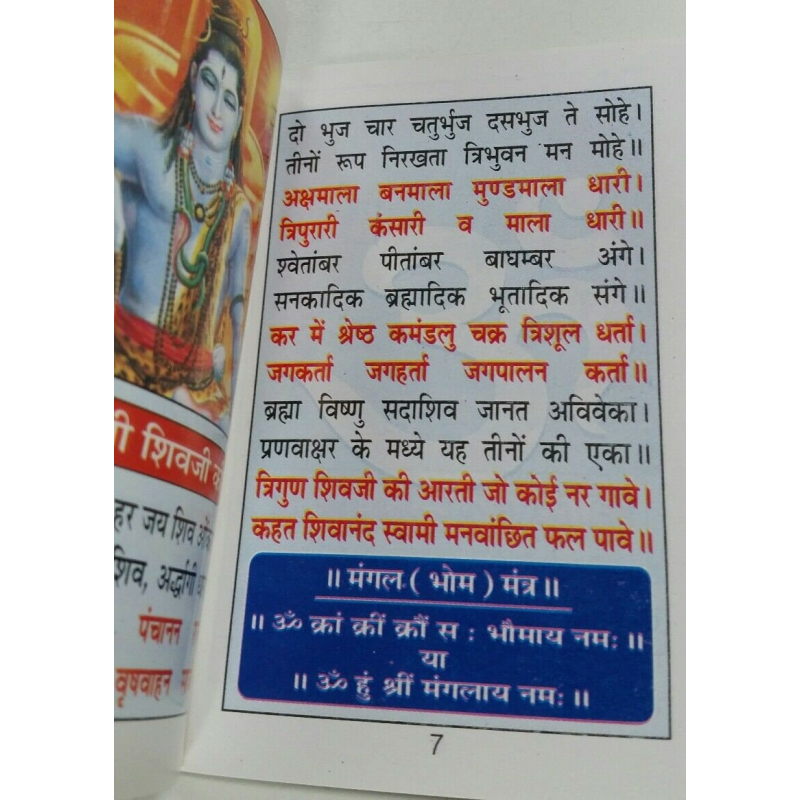 शिवजी
हर जय शिव
शिव, अर्द्धांगी
पंचानन
वृषवाहन
दो भुज चार चतुर्भुज दसभुज ते सोहे।
तीनों रूप निरखता त्रिभुवन मन मोहे॥
अक्षमाला बनमाला मुण्डमाला धारी।
त्रिपुरारी कंसारी व माला धारी॥
श्वेतांबर पीतांबर बाघम्बर अंगे।
सनकादिक ब्रह्मादिक भूतादिक संगे॥
कर में श्रेष्ठ कमंडलु चक्र त्रिशूल धर्ता।
जगकर्ता जगहर्ता जगपालन कर्ता॥
ब्रह्मा विष्णु सदाशिव जानत अविवेका।
प्रणवाक्षर के मध्ये यह तीनों की एका॥
त्रिगुण शिवजी की आरती जो कोई नर गावे।
कहत शिवानंद स्वामी मनवांछित फल पावे॥
॥ मंगल ( भोम ) मंत्र ॥
॥ ॐ क्रां क्रीं क्रौं स : भौमाय नमः ॥
या
॥ ॐ हुं श्रीं मंगलाय नमः ॥
7